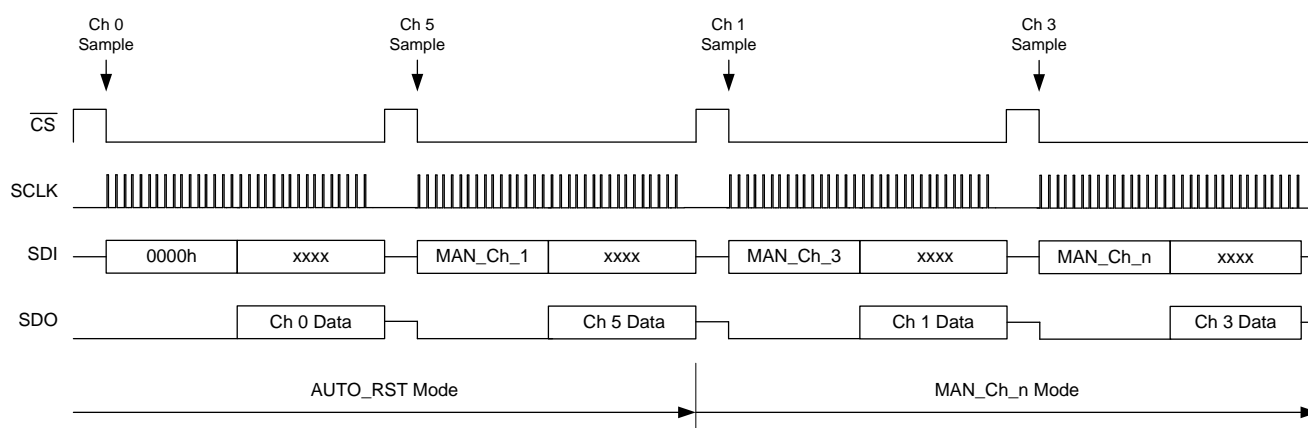 Ch 0
Sample
Ch 5
Sample
Ch 1
Sample
Ch 3
Sample
CS
SCLK
SDI
0000h
xxxx
MAN_Ch_1
xxxx
MAN_Ch_3
xxxx
MAN_Ch_n
xxxx
SDO
Ch 0 Data
Ch 5 Data
Ch 1 Data
Ch 3 Data
AUTO_RST Mode
MAN_Ch_n Mode